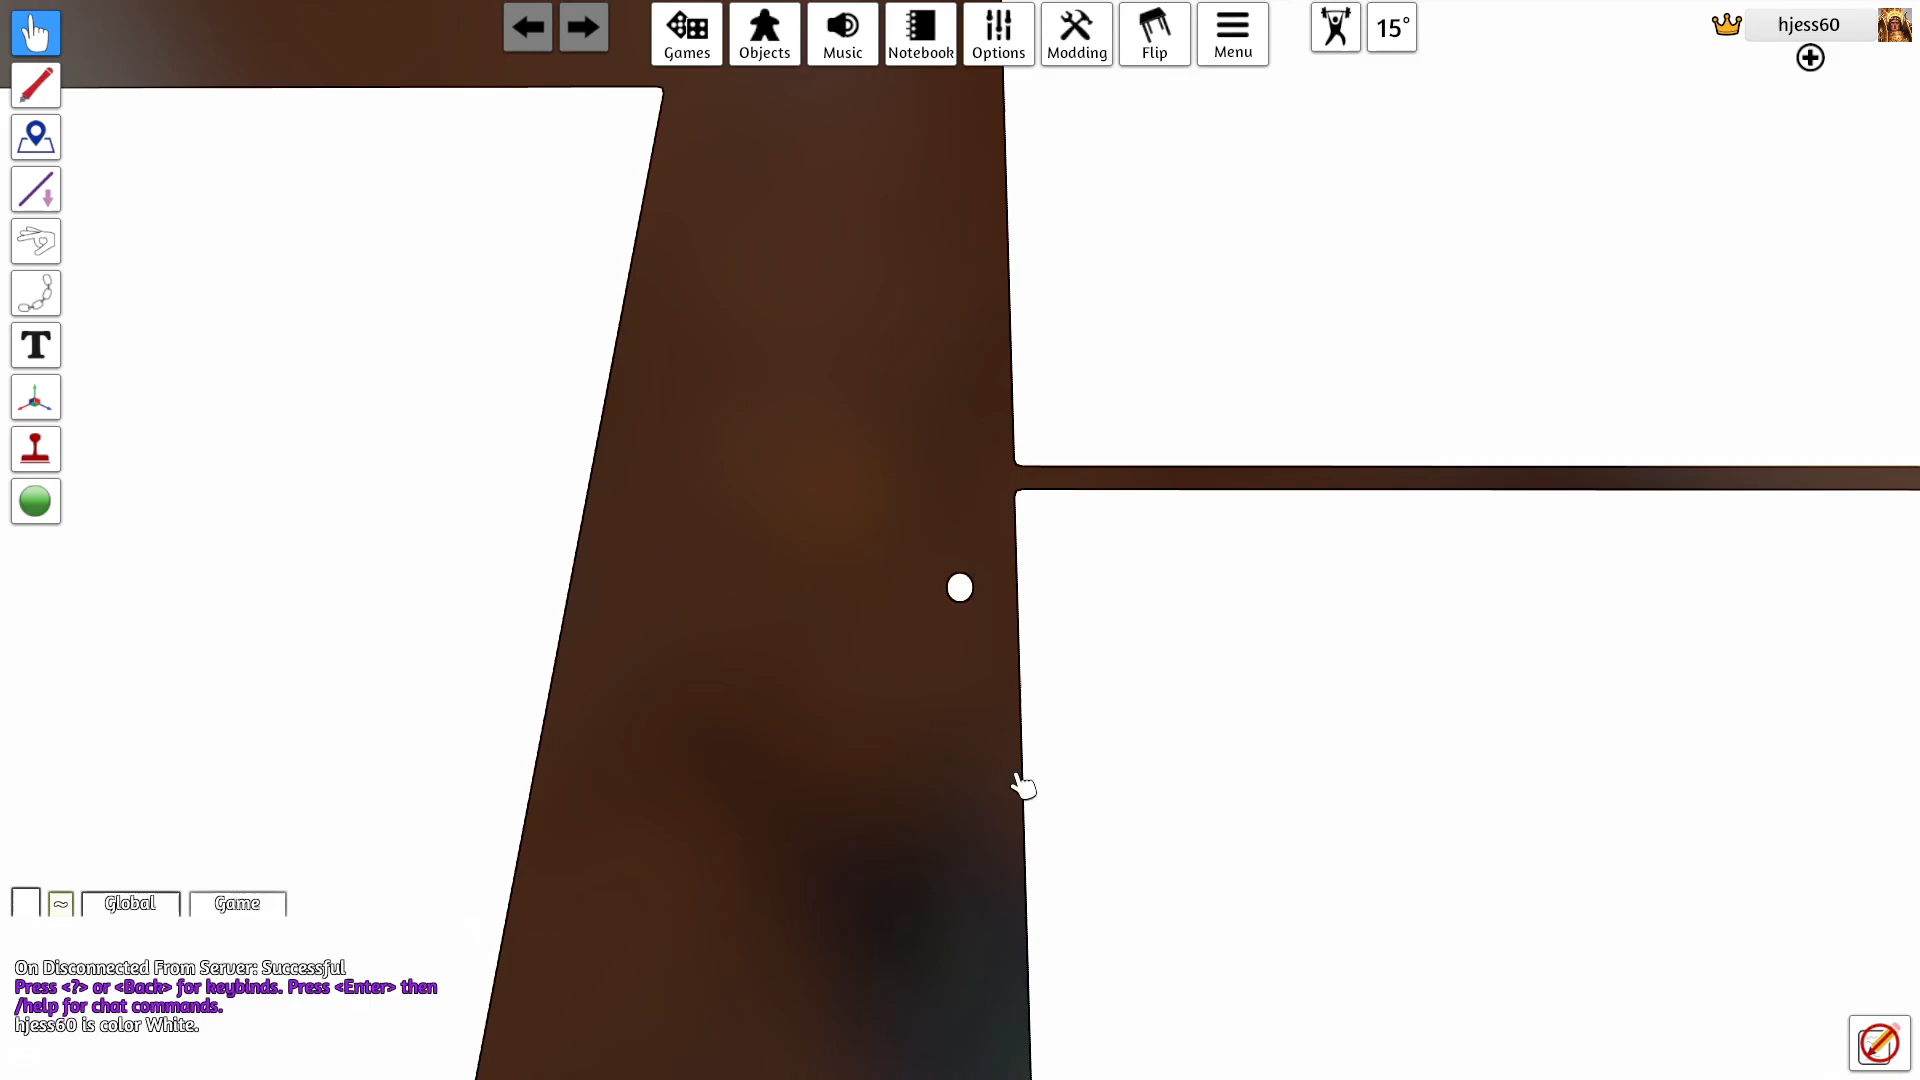 Games
Objects
Music
Notebook
Options
Modding
Flip
Menu
15°
hjess60
T
~
Global
Game
On Disconnected From Server: Successful
Press <?> or <Back> for keybinds. Press <Enter> then
/help for chat commands.
hjess60 is color White.